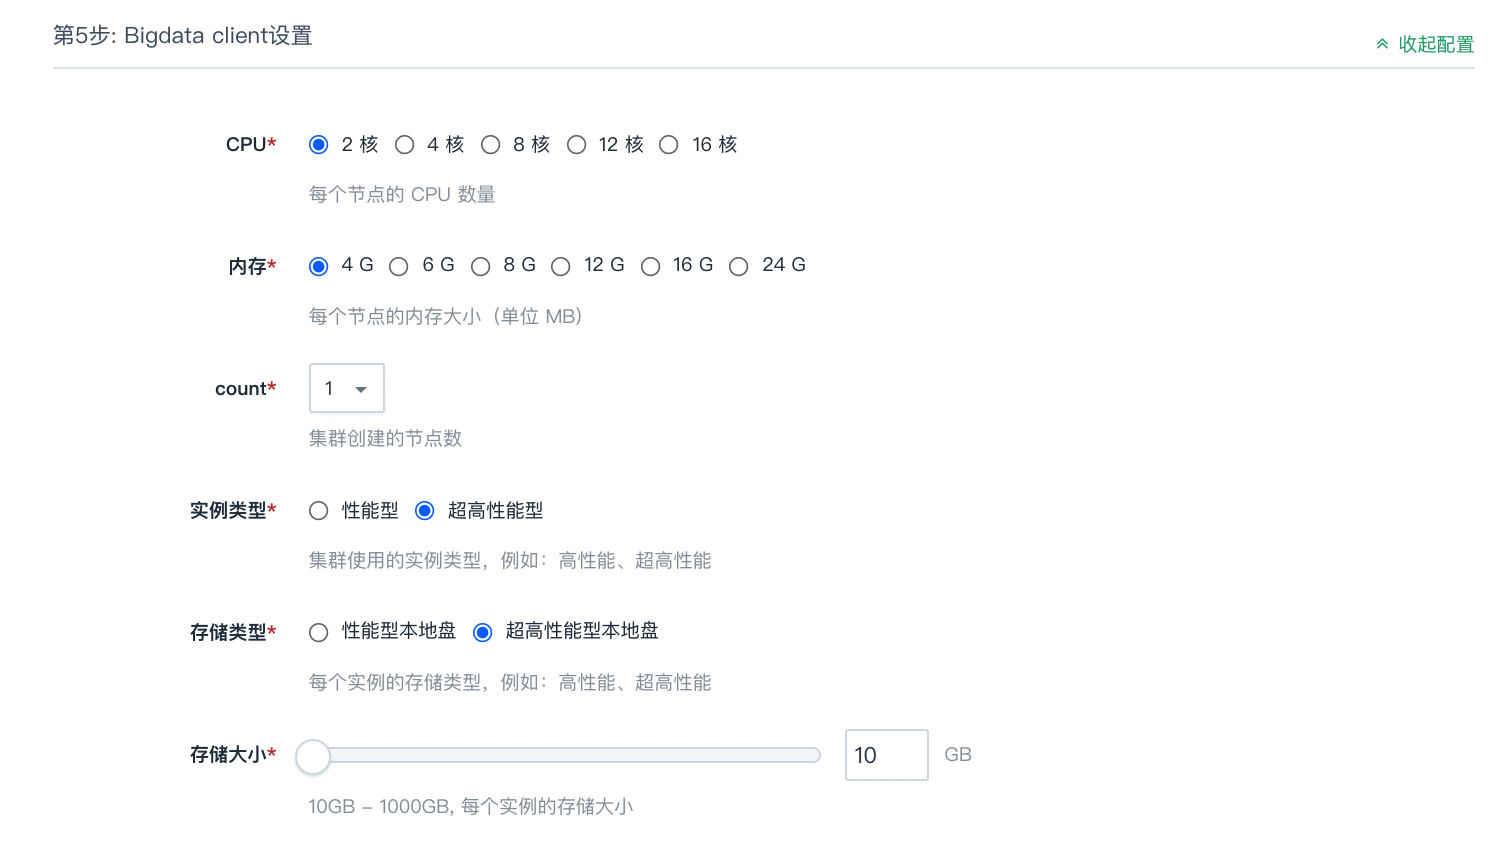 第5步: Bigdata client设置
收起配置
CPU* 2 核 4 核 8 核 12 核 16 核
每个节点的 CPU 数量
内存* 4 G 6 G 8 G 12 G 16 G 24 G
每个节点的内存大小（单位 MB）
count* 1
集群创建的节点数
实例类型* 性能型 超高性能型
集群使用的实例类型，例如：高性能、超高性能
存储类型* 性能型本地盘 超高性能型本地盘
每个实例的存储类型，例如：高性能、超高性能
存储大小* 10 GB
10GB – 1000GB, 每个实例的存储大小